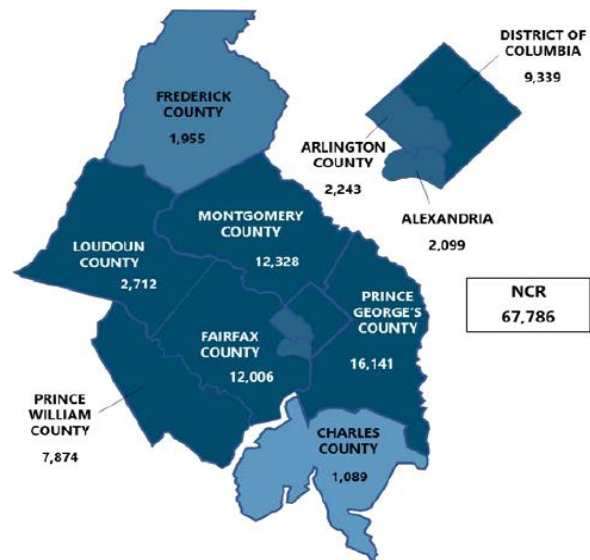 DISTRICT OF
COLUMBIA
9,339
FREDERICK
COUNTY
1,955
ARLINGTON
COUNTY
2,243
ALEXANDRIA
2,099
MONTGOMERY
COUNTY
12,328
LOUDOUN
COUNTY
2,712
PRINCE
GEORGE'S
COUNTY
16,141
NCR
67,786
FAIRFAX
COUNTY
12,006
PRINCE
WILLIAM
COUNTY
7,874
CHARLES
COUNTY
1,089